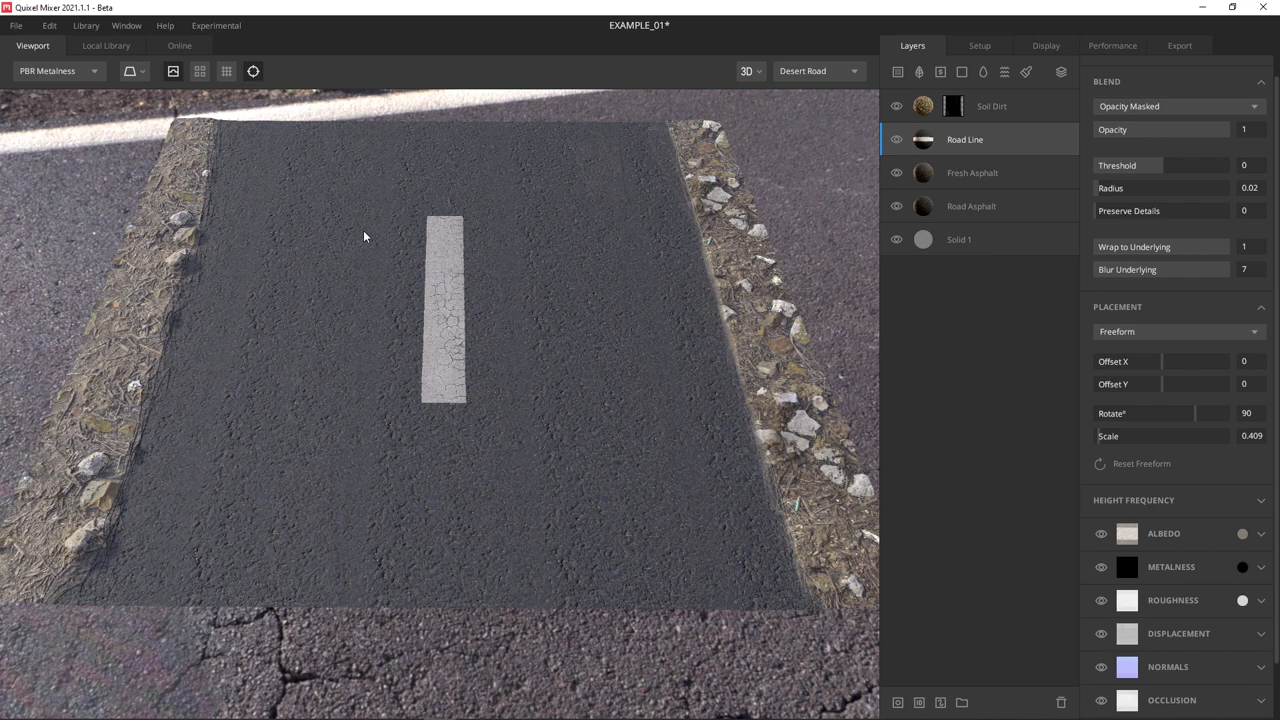 Quixel Mixer 2021.1.1 - Beta
File Edit Library Window Help Experimental
EXAMPLE_01*
Viewport Local Library Online
Layers Setup Display Performance Export
PBR Metalness
3D
Desert Road
Soil Dirt
Road Line
Fresh Asphalt
Road Asphalt
Solid 1
BLEND
Opacity Masked
Opacity 1
Threshold 0
Radius 0.02
Preserve Details 0
Wrap to Underlying 1
Blur Underlying 7
PLACEMENT
Freeform
Offset X 0
Offset Y 0
Rotate° 90
Scale 0.409
Reset Freeform
HEIGHT FREQUENCY
ALBEDO
METALNESS
ROUGHNESS
DISPLACEMENT
NORMALS
OCCLUSION